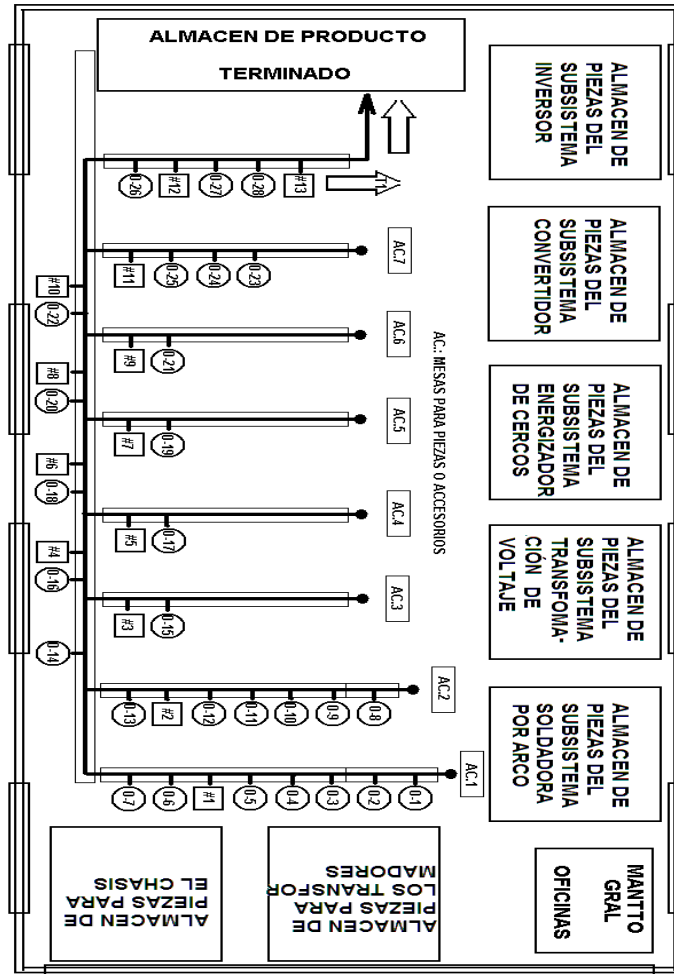 ALMACEN DE PRODUCTO
TERMINADO
ALMACEN DE
PIEZAS DEL
SUBSISTEMA
INVERSOR
ALMACEN DE
PIEZAS DEL
SUBSISTEMA
CONVERTIDOR
ALMACEN DE
PIEZAS DEL
SUBSISTEMA
ENERGIZADOR
DE CERCOS
ALMACEN DE
PIEZAS DEL
SUBSISTEMA
TRANSFOMA-
CIÓN DE
VOLTAJE
ALMACEN DE
PIEZAS DEL
SUBSISTEMA
SOLDADORA
POR ARCO
MANTTO
GRAL
OFICINAS
ALMACEN DE
PIEZAS PARA
LOS TRANSFOR
MADORES
ALMACEN DE
PIEZAS PARA
EL CHASIS
AC.: MESAS PARA PIEZAS O ACCESORIOS
0-26
#12
0-27
0-28
#13
T1
AC.7
#11
0-25
0-24
0-23
#10
0-22
AC.6
#9
0-21
#8
0-20
AC.5
#7
0-19
#6
0-18
AC.4
#5
0-17
#4
0-16
AC.3
#3
0-15
0-14
AC.2
0-13
#2
0-12
0-11
0-10
0-9
0-8
AC.1
0-7
0-6
#1
0-5
0-4
0-3
0-2
0-1